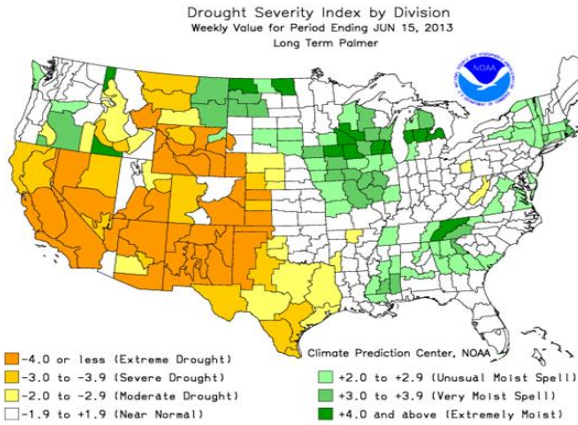 Drought Severity Index by Division
Weekly Value for Period Ending JUN 15, 2013
Long Term Palmer
NOAA
Climate Prediction Center, NOAA
-4.0 or less (Extreme Drought)
-3.0 to -3.9 (Severe Drought)
-2.0 to -2.9 (Moderate Drought)
-1.9 to +1.9 (Near Normal)
+2.0 to +2.9 (Unusual Moist Spell)
+3.0 to +3.9 (Very Moist Spell)
+4.0 and above (Extremely Moist)